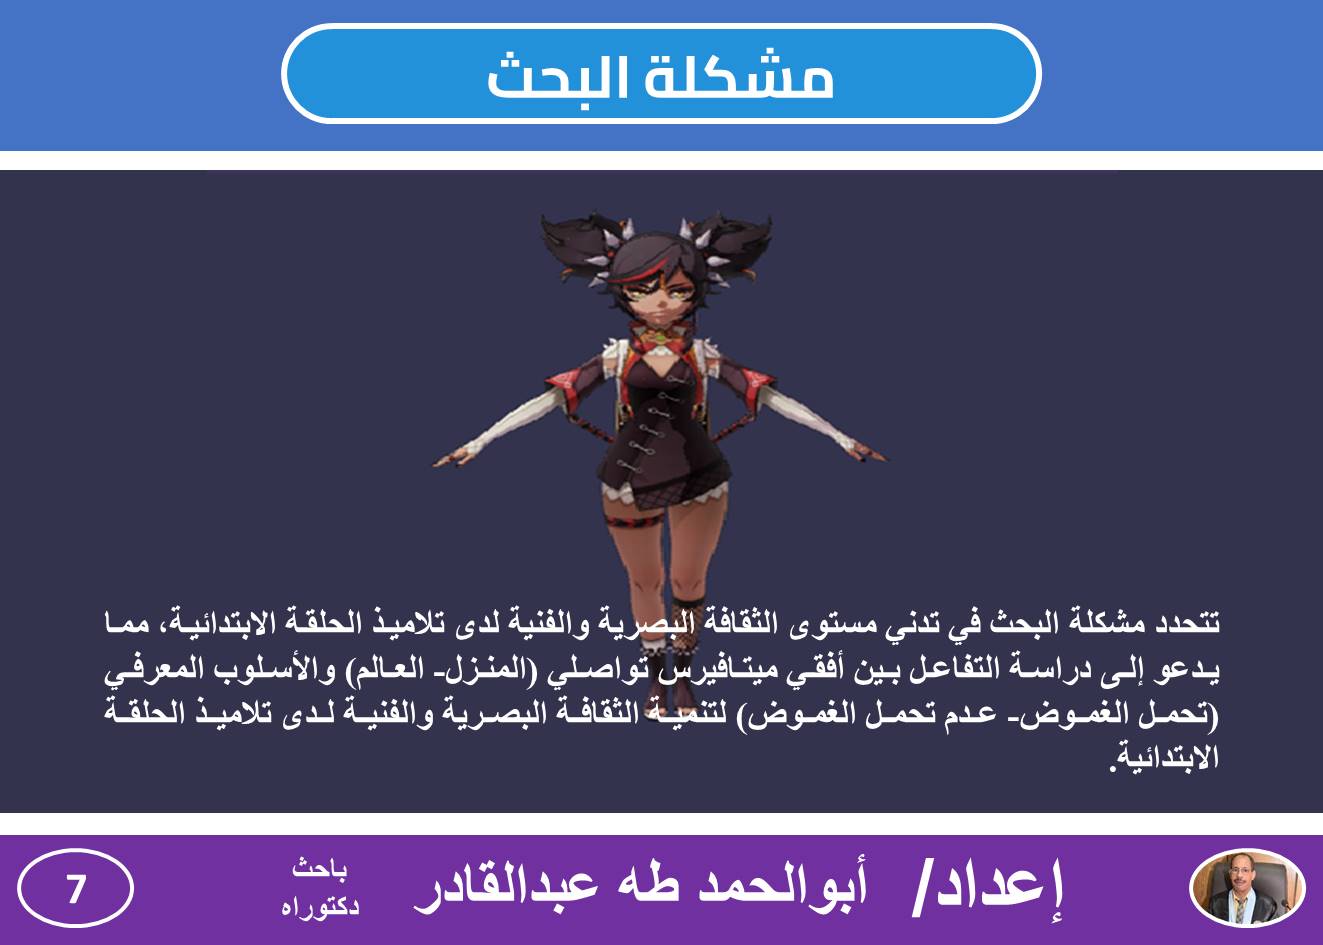 مشكلة البحث
تتحدد مشكلة البحث في تدني مستوى الثقافة البصرية والفنية لدى تلاميذ الحلقة الابتدائية، مما
يدعو إلى دراسة التفاعل بين أفقي ميتافيرس تواصلي (المنزل- العالم) والأسلوب المعرفي
(تحمل الغموض- عدم تحمل الغموض) لتنمية الثقافة البصرية والفنية لدى تلاميذ الحلقة
الابتدائية.
إعداد/ أبوالحمد طه عبدالقادر
باحث
دكتوراه
7